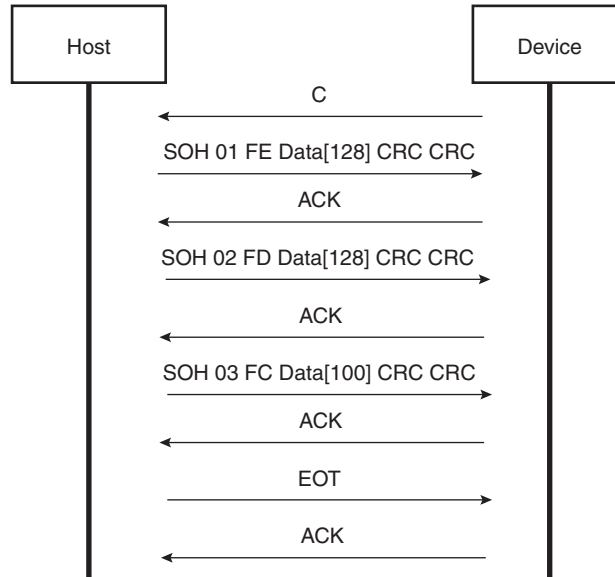 Host
Device
C
SOH 01 FE Data[128] CRC CRC
ACK
SOH 02 FD Data[128] CRC CRC
ACK
SOH 03 FC Data[100] CRC CRC
ACK
EOT
ACK